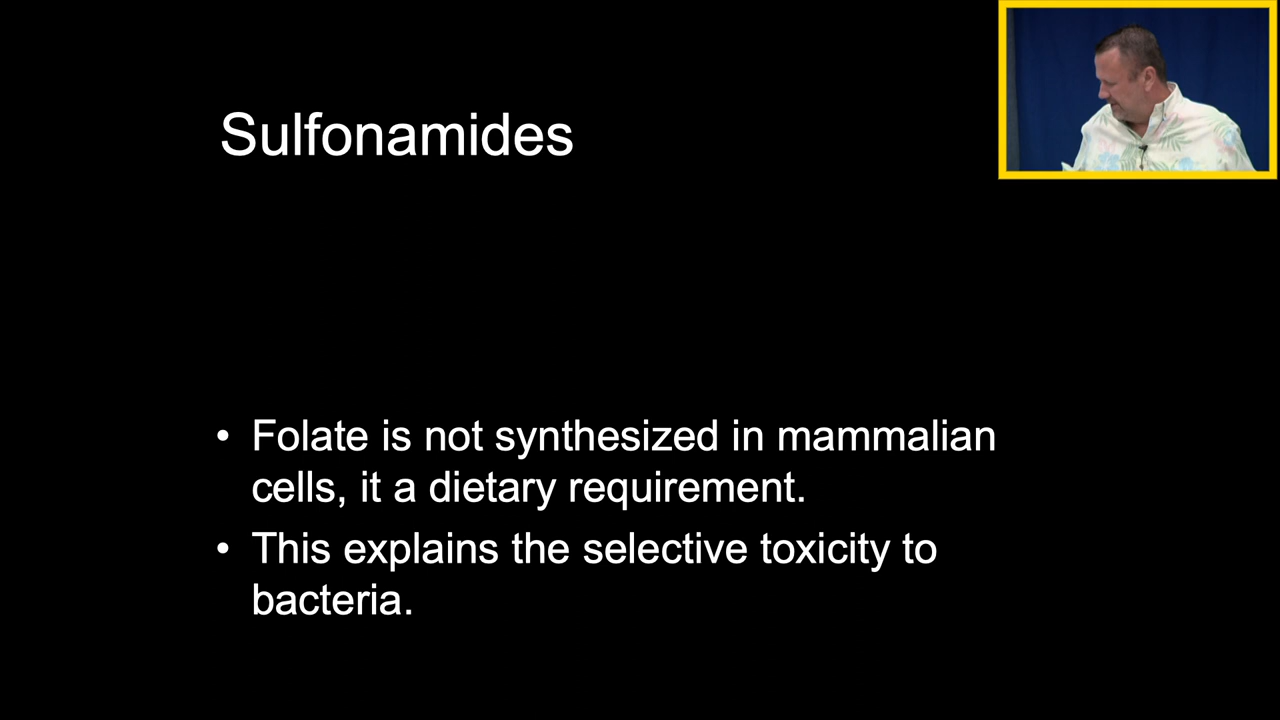 Sulfonamides
• Folate is not synthesized in mammalian
cells, it a dietary requirement.
• This explains the selective toxicity to
bacteria.